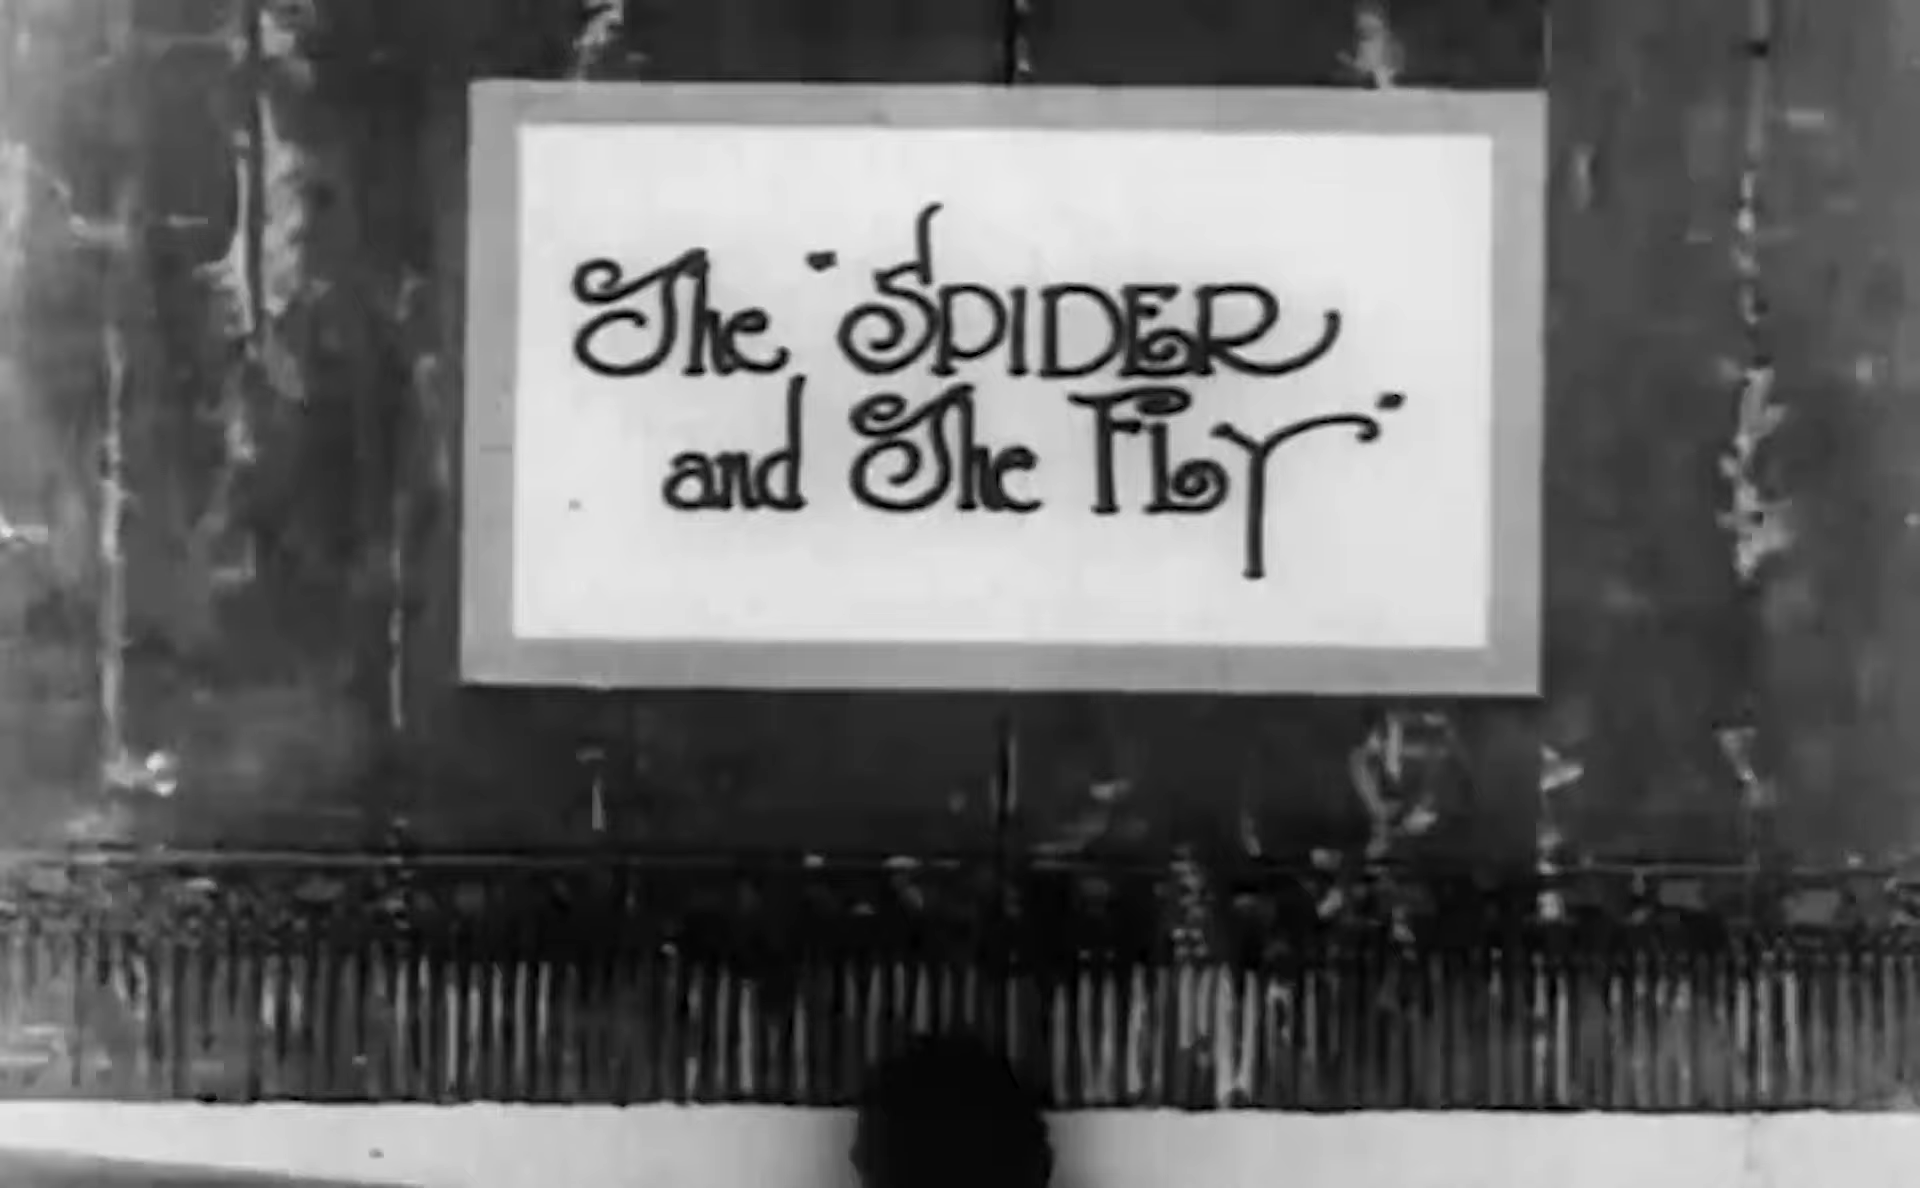 The "SPIDER
and The FLY"